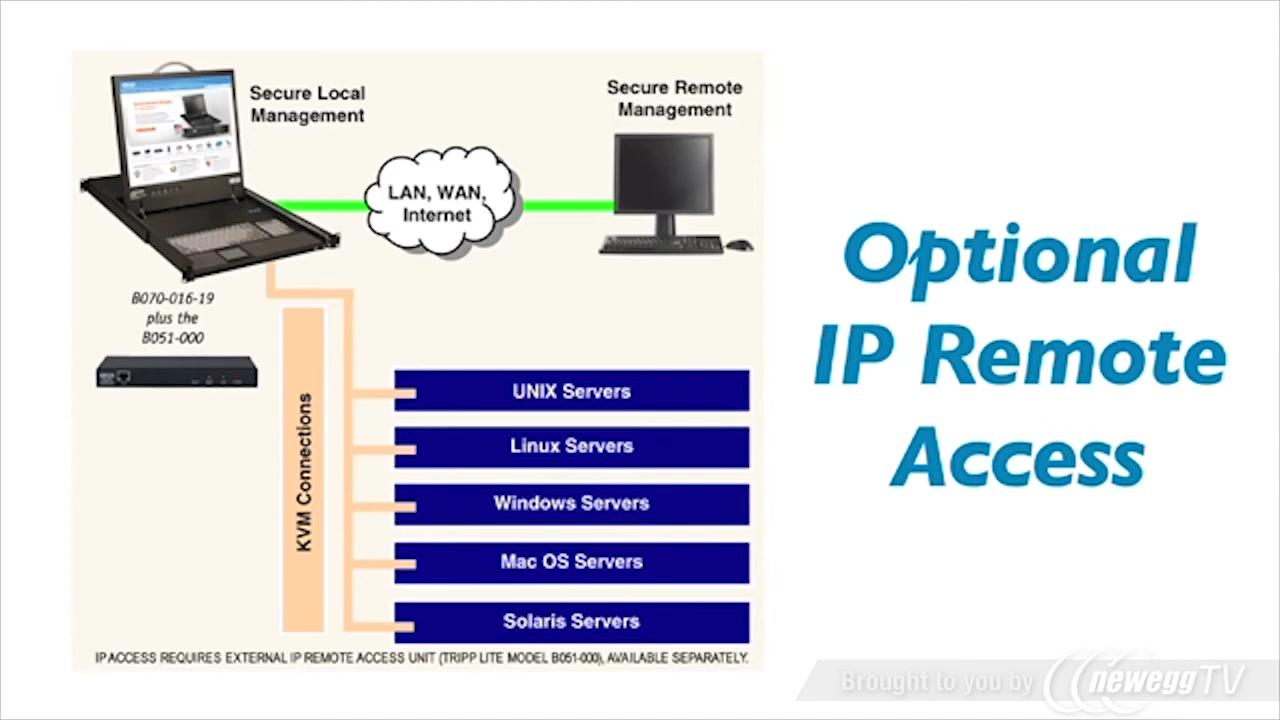 Secure Local
Management
Secure Remote
Management
LAN, WAN,
Internet
B070-016-19
plus the
B051-000
KVM Connections
UNIX Servers
Linux Servers
Windows Servers
Mac OS Servers
Solaris Servers
IP ACCESS REQUIRES EXTERNAL IP REMOTE ACCESS UNIT (TRIPP LITE MODEL B051-000), AVAILABLE SEPARATELY.
Optional
IP Remote
Access
Brought to you by newegg TV